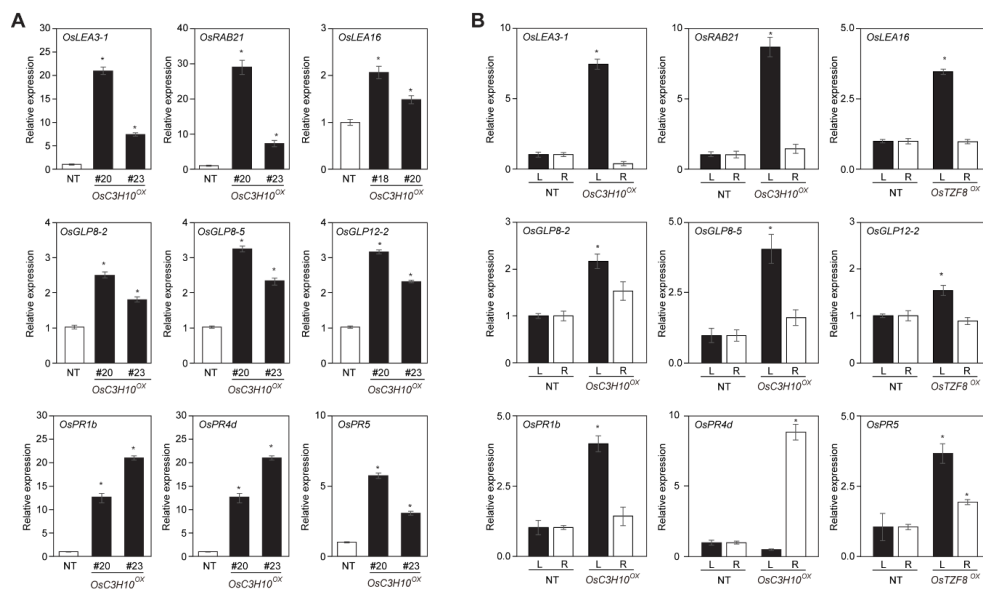 A
B
OsLEA3-1
OsRAB21
OsLEA16
Relative expression
30
25
20
15
10
5
0
*
*
NT #20 #23
OsC3H10OX
Relative expression
40
30
20
10
0
*
*
NT #20 #23
OsC3H10OX
Relative expression
3
2
1
0
*
*
NT #18 #20
OsC3H10OX
OsLEA3-1
OsRAB21
OsLEA16
Relative expression
10
5
0
*
L R L R
NT OsC3H10OX
Relative expression
10
5
0
*
L R L R
NT OsC3H10OX
Relative expression
5.0
2.5
0.0
*
L R L R
NT OsTZF8OX
OsGLP8-2
OsGLP8-5
OsGLP12-2
Relative expression
4
3
2
1
0
*
*
NT #20 #23
OsC3H10OX
Relative expression
4
3
2
1
0
*
*
NT #20 #23
OsC3H10OX
Relative expression
4
3
2
1
0
*
*
NT #20 #23
OsC3H10OX
OsGLP8-2
OsGLP8-5
OsGLP12-2
Relative expression
3
2
1
0
*
L R L R
NT OsC3H10OX
Relative expression
5.0
2.5
0.0
*
L R L R
NT OsC3H10OX
Relative expression
3
2
1
0
*
L R L R
NT OsTZF8OX
OsPR1b
OsPR4d
OsPR5
Relative expression
30
25
20
15
10
5
0
*
*
NT #20 #23
OsC3H10OX
Relative expression
30
25
20
15
10
5
0
*
*
NT #20 #23
OsC3H10OX
Relative expression
10
5
0
*
*
NT #20 #23
OsC3H10OX
OsPR1b
OsPR4d
OsPR5
Relative expression
5.0
2.5
0.0
*
L R L R
NT OsC3H10OX
Relative expression
10
5
0
*
L R L R
NT OsC3H10OX
Relative expression
5.0
2.5
0.0
*
*
L R L R
NT OsTZF8OX